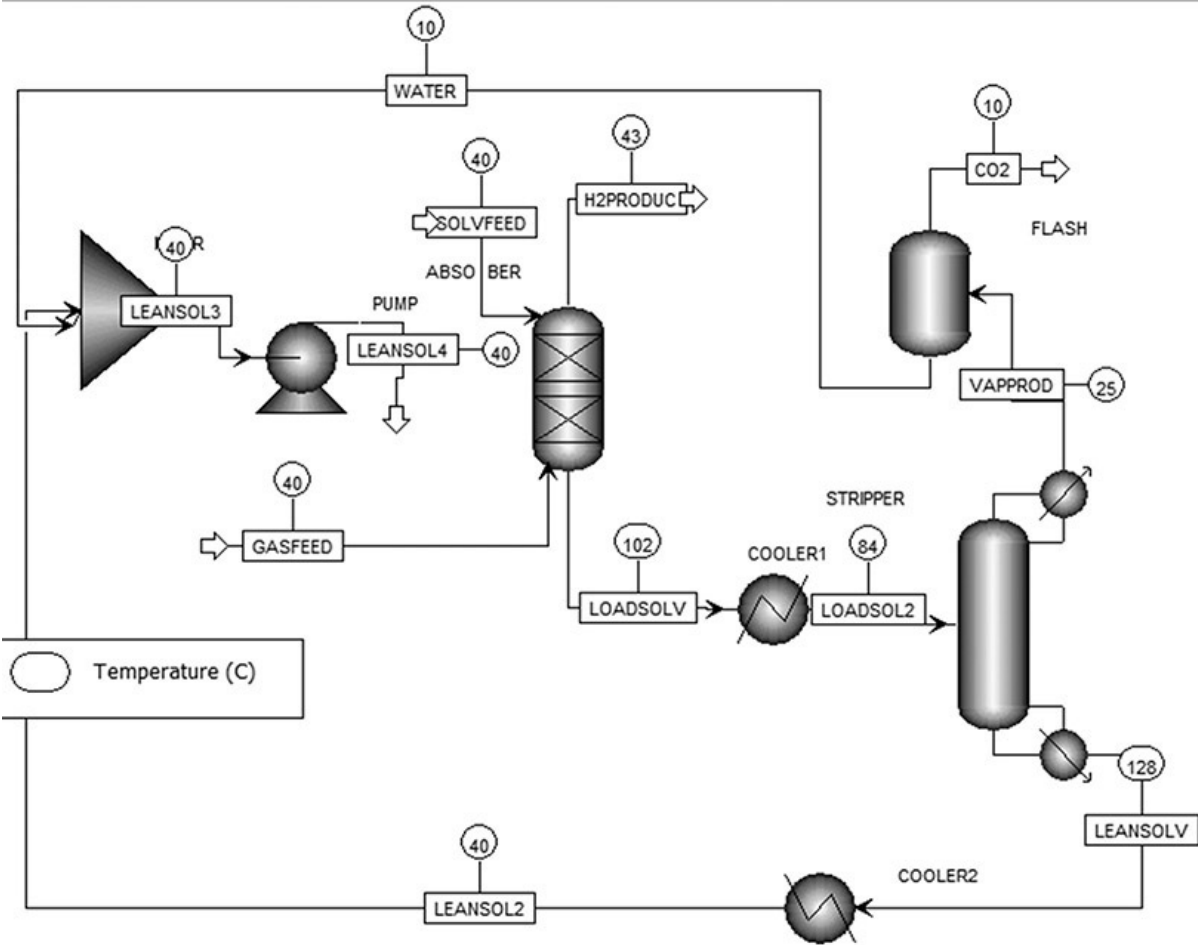 10
WATER
10
CO2
43
H2PRODUC
40
SOLVFEED
FLASH
40
LEANSOL3
ABSO BER
PUMP
LEANSOL4
40
VAPPROD
25
40
GASFEED
STRIPPER
102
LOADSOLV
COOLER1
84
LOADSOL2
Temperature (C)
128
LEANSOLV
40
LEANSOL2
COOLER2